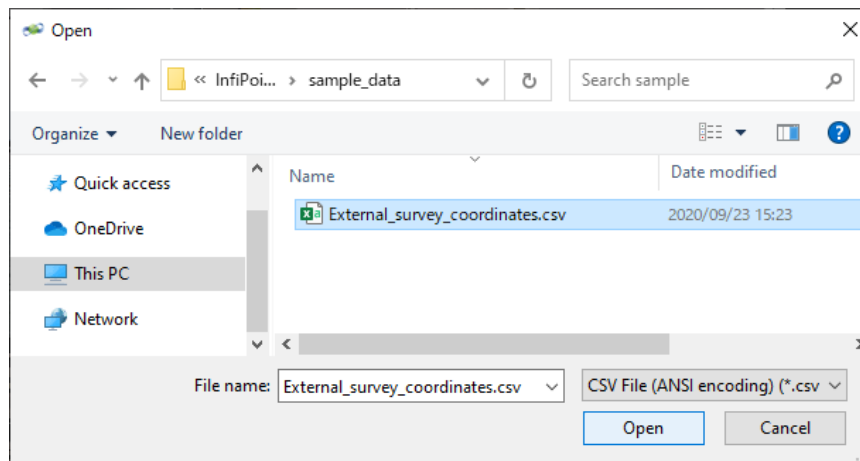 Open
« InfiPoi... › sample_data
Search sample
Organize
New folder
Quick access
OneDrive
This PC
Network
Name
Date modified
External_survey_coordinates.csv
2020/09/23 15:23
File name:
External_survey_coordinates.csv
CSV File (ANSI encoding) (*.csv
Open
Cancel